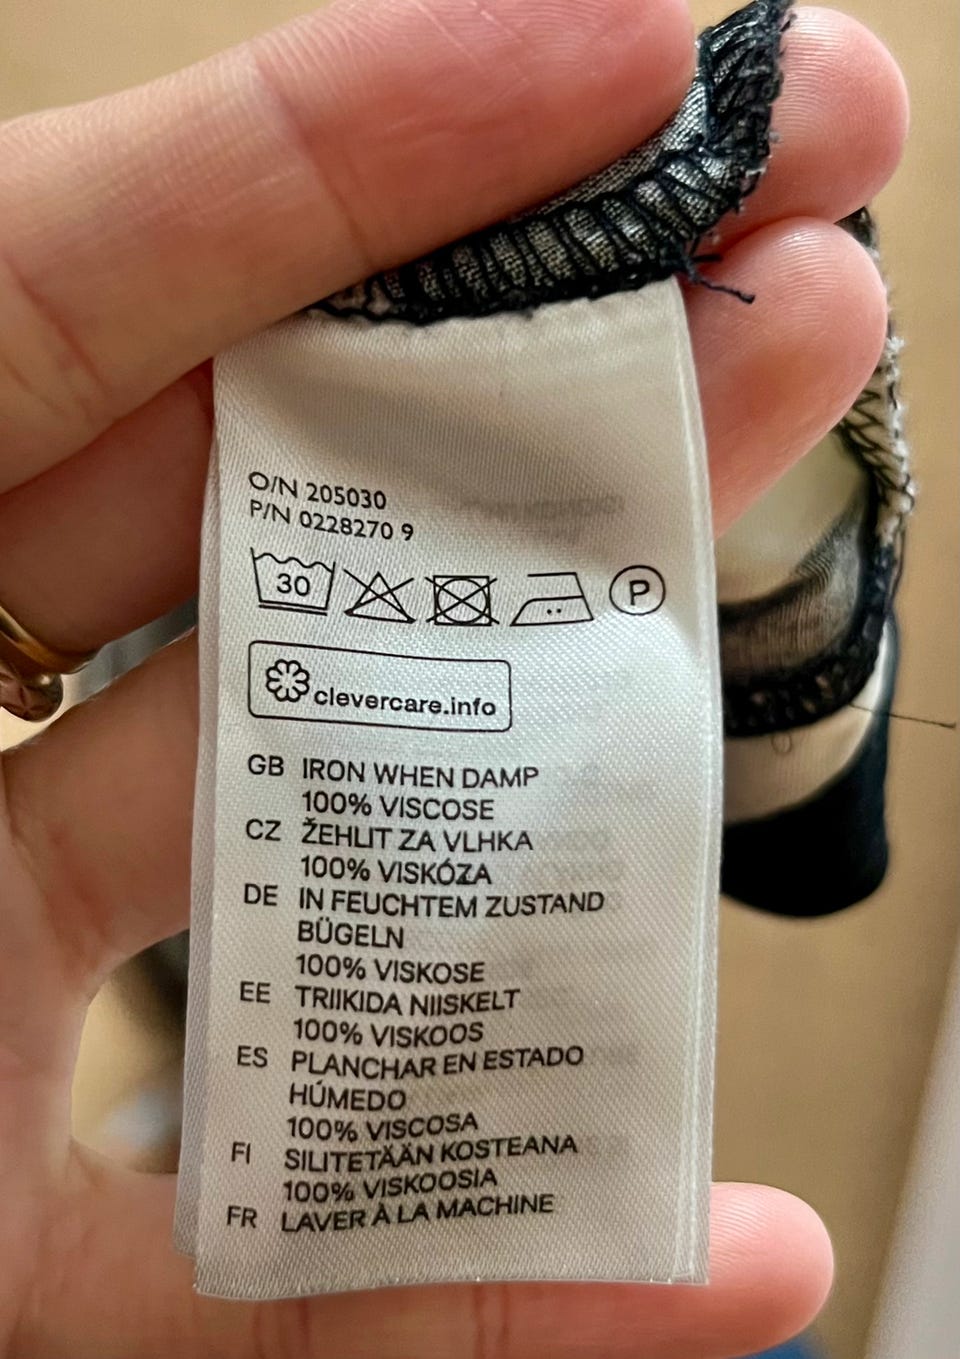 O/N 205030
P/N 0228270 9
30 P
clevercare.info
GB IRON WHEN DAMP
100% VISCOSE
CZ ŽEHLIT ZA VLHKA
100% VISKÓZA
DE IN FEUCHTEM ZUSTAND
BÜGELN
100% VISKOSE
EE TRIIKIDA NIISKELT
100% VISKOOS
ES PLANCHAR EN ESTADO
HÚMEDO
100% VISCOSA
FI SILITETÄÄN KOSTEANA
100% VISKOOSIA
FR LAVER À LA MACHINE